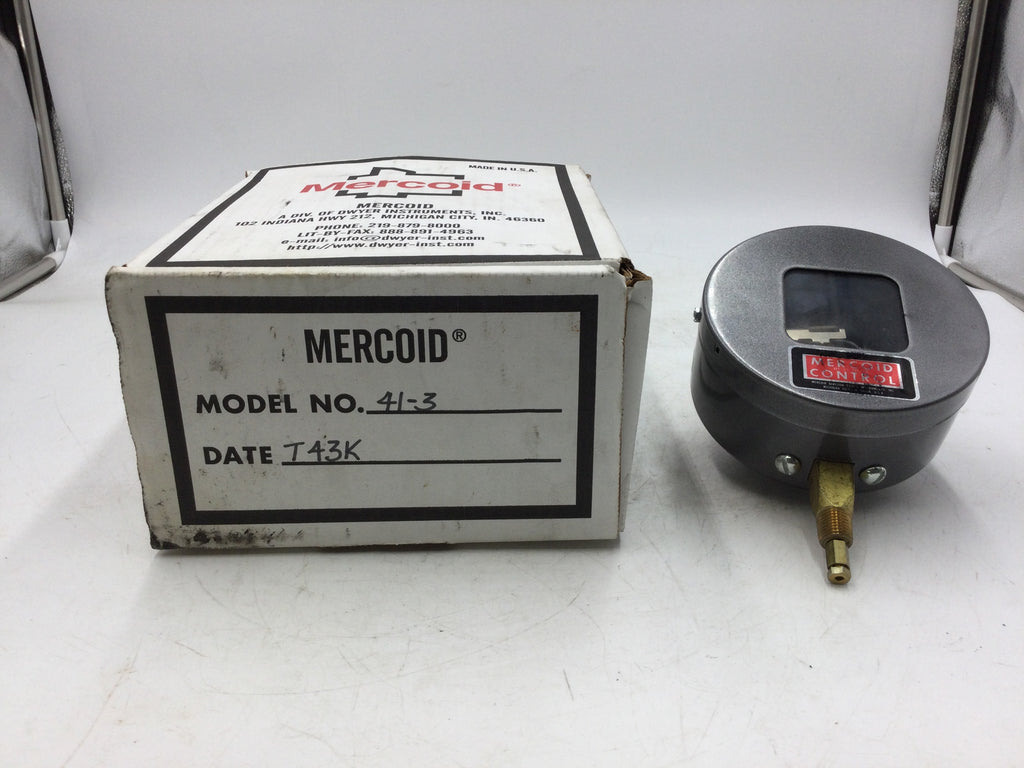 MADE IN U.S.A.
Mercoid®
MERCOID
A DIV. OF DWYER INSTRUMENTS, INC.
102 INDIANA HWY 212, MICHIGAN CITY, IN. 46360
PHONE: 219-879-8000
LIT-BY-FAX: 888-891-4963
e-mail: info@dwyer-inst.com
http://www.dwyer-inst.com
MERCOID®
MODEL NO. 41-3
DATE T43K
MERCOID
CONTROL